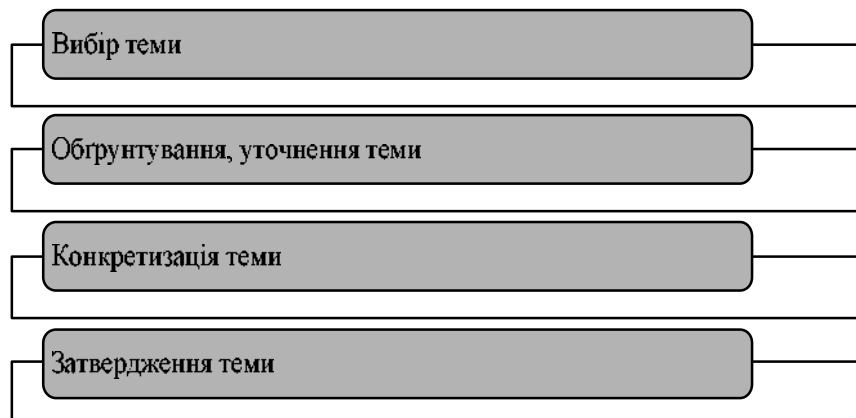 Вибір теми
Обґрунтування, уточнення теми
Конкретизація теми
Затвердження теми